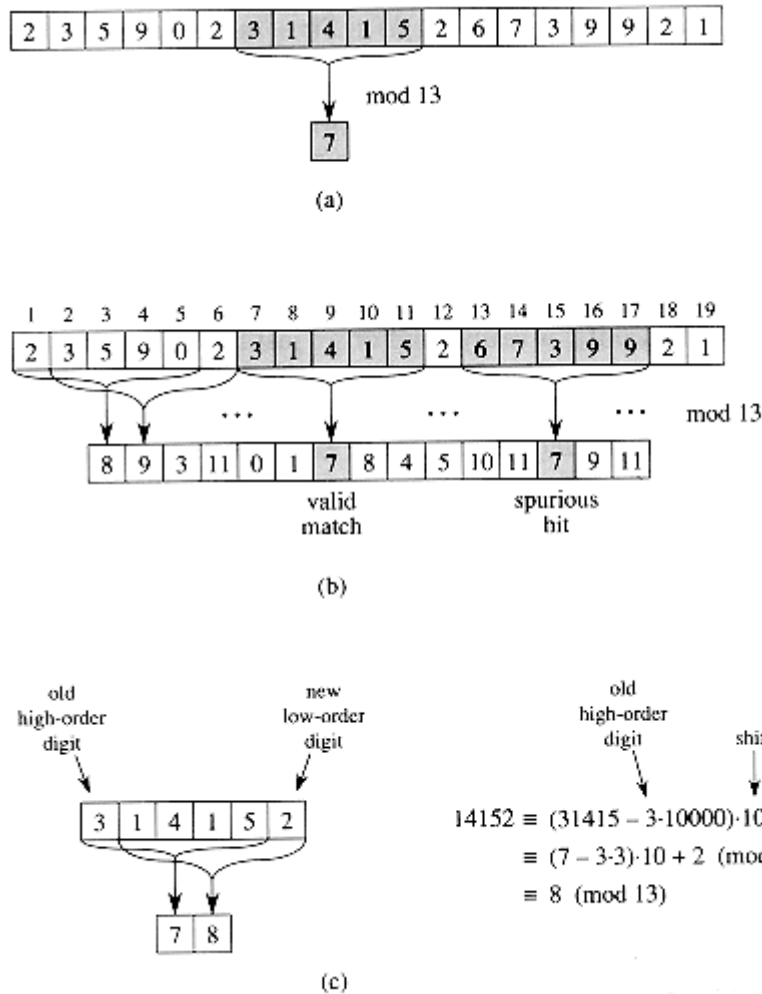 2 3 5 9 0 2 3 1 4 1 5 2 6 7 3 9 9 2 1
mod 13
7
(a)
1 2 3 4 5 6 7 8 9 10 11 12 13 14 15 16 17 18 19
2 3 5 9 0 2 3 1 4 1 5 2 6 7 3 9 9 2 1
... ... ... mod 13
8 9 3 11 0 1 7 8 4 5 10 11 7 9 11
valid
match
spurious
hit
(b)
old
high-order
digit
new
low-order
digit
3 1 4 1 5 2
7 8
old
high-order
digit
shi
14152 ≡ (31415 – 3·10000)·10
≡ (7 – 3·3)·10 + 2 (mod
≡ 8 (mod 13)
(c)